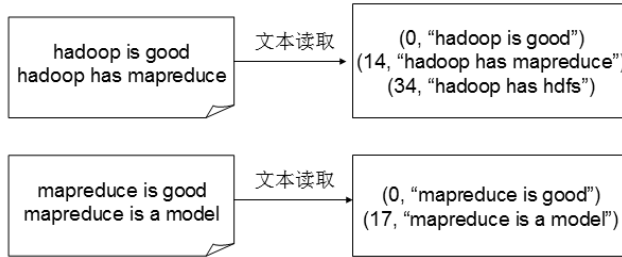 hadoop is good
hadoop has mapreduce
文本读取
(0, “hadoop is good”)
(14, “hadoop has mapreduce”)
(34, “hadoop has hdfs”)
mapreduce is good
mapreduce is a model
文本读取
(0, “mapreduce is good”)
(17, “mapreduce is a model”)